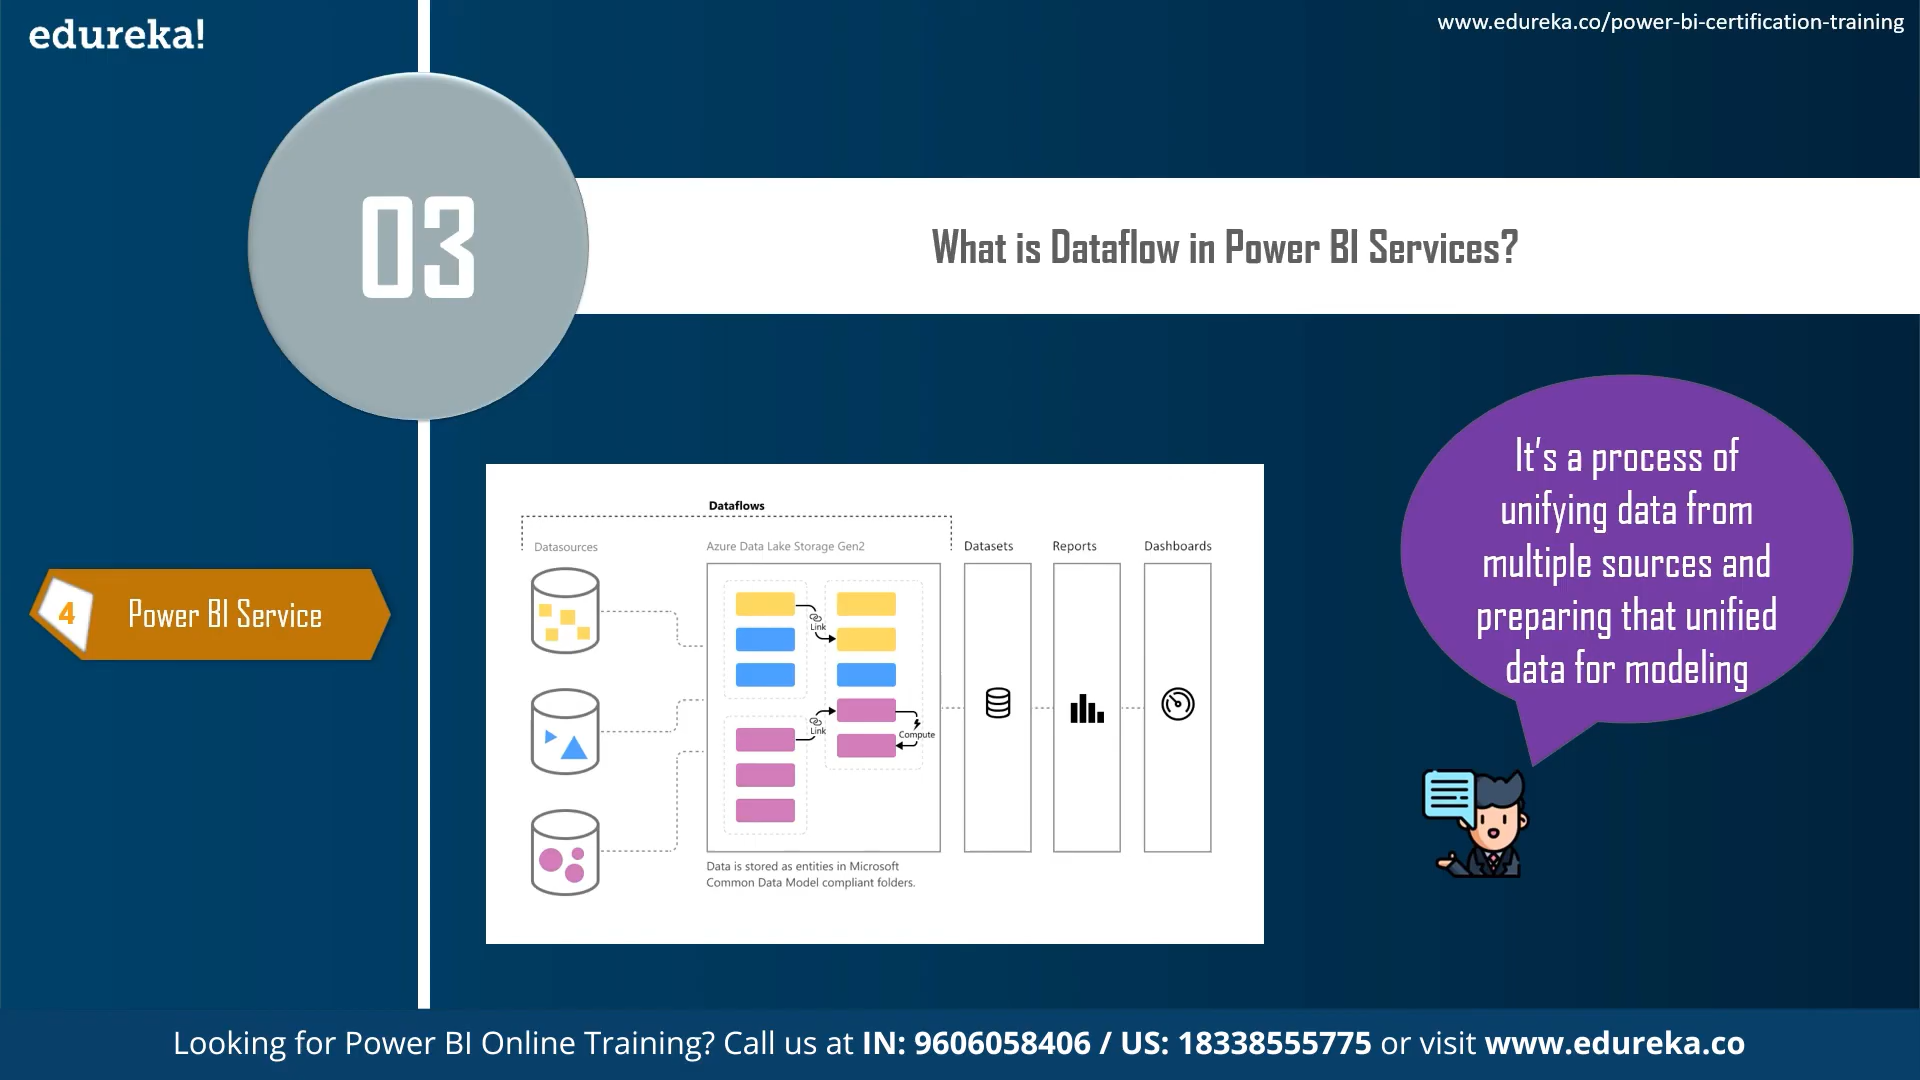 edureka!
www.edureka.co/power-bi-certification-training
03
What is Dataflow in Power BI Services?
4
Power BI Service
Dataflows
Datasources
Azure Data Lake Storage Gen2
Datasets
Reports
Dashboards
Link
Link
Compute
Data is stored as entities in Microsoft
Common Data Model compliant folders.
It's a process of
unifying data from
multiple sources and
preparing that unified
data for modeling
Looking for Power BI Online Training? Call us at IN: 9606058406 / US: 18338555775 or visit www.edureka.co